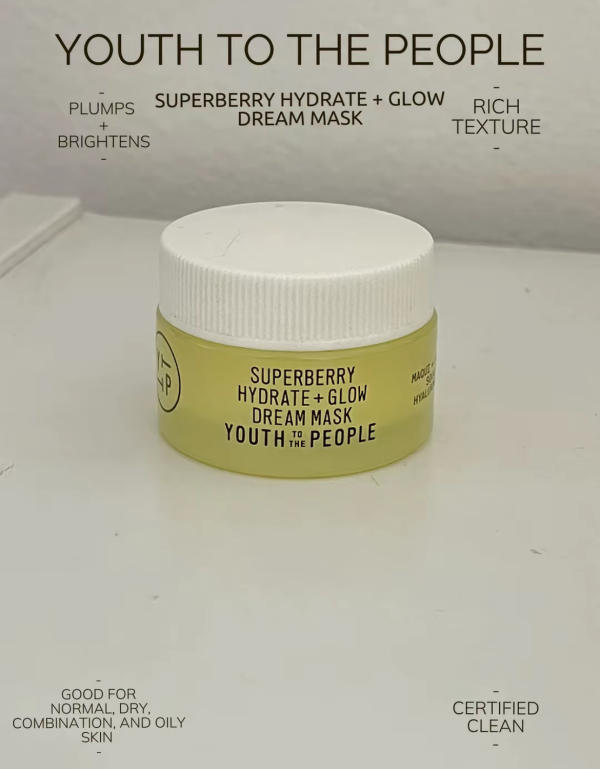 YOUTH TO THE PEOPLE
SUPERBERRY HYDRATE + GLOW
DREAM MASK
-
PLUMPS
+
BRIGHTENS
-
-
RICH
TEXTURE
-
SUPERBERRY
HYDRATE + GLOW
DREAM MASK
YOUTH TO THE PEOPLE
-
GOOD FOR
NORMAL, DRY,
COMBINATION, AND OILY
SKIN
-
-
CERTIFIED
CLEAN
-